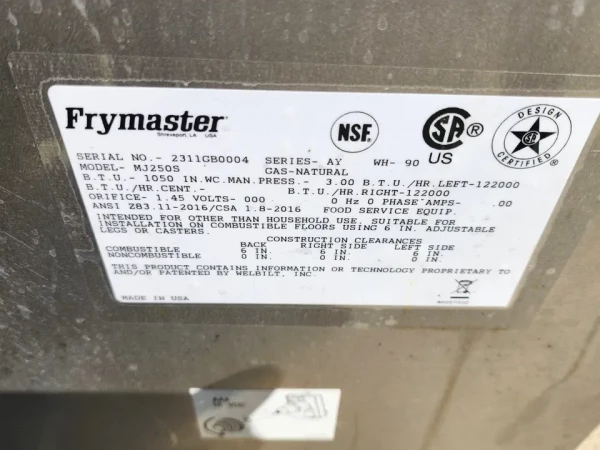 Frymaster
Shreveport, LA USA
NSF
SA
US
DESIGN
CERTIFIED
SERIAL NO.- 2311GB0004 SERIES- AY WH- 90
MODEL- MJ250S GAS-NATURAL
B.T.U.- 1050 IN.WC.MAN.PRESS.- 3.00 B.T.U./HR.LEFT-122000
B.T.U./HR.CENT.- B.T.U./HR.RIGHT-122000
ORIFICE- 1.45 VOLTS- 000 0 Hz 0 PHASE AMPS- .00
ANSI Z83.11-2016/CSA 1.8-2016 FOOD SERVICE EQUIP.
INTENDED FOR OTHER THAN HOUSEHOLD USE, SUITABLE FOR
INSTALLATION ON COMBUSTIBLE FLOORS USING 6 IN. ADJUSTABLE
LEGS OR CASTERS.
CONSTRUCTION CLEARANCES
BACK RIGHT SIDE LEFT SIDE
COMBUSTIBLE 6 IN. 6 IN. 6 IN.
NONCOMBUSTIBLE 0 IN. 0 IN. 0 IN.
THIS PRODUCT CONTAINS INFORMATION OR TECHNOLOGY PROPRIETARY TO
AND/OR PATENTED BY WELBILT, INC.
MADE IN USA